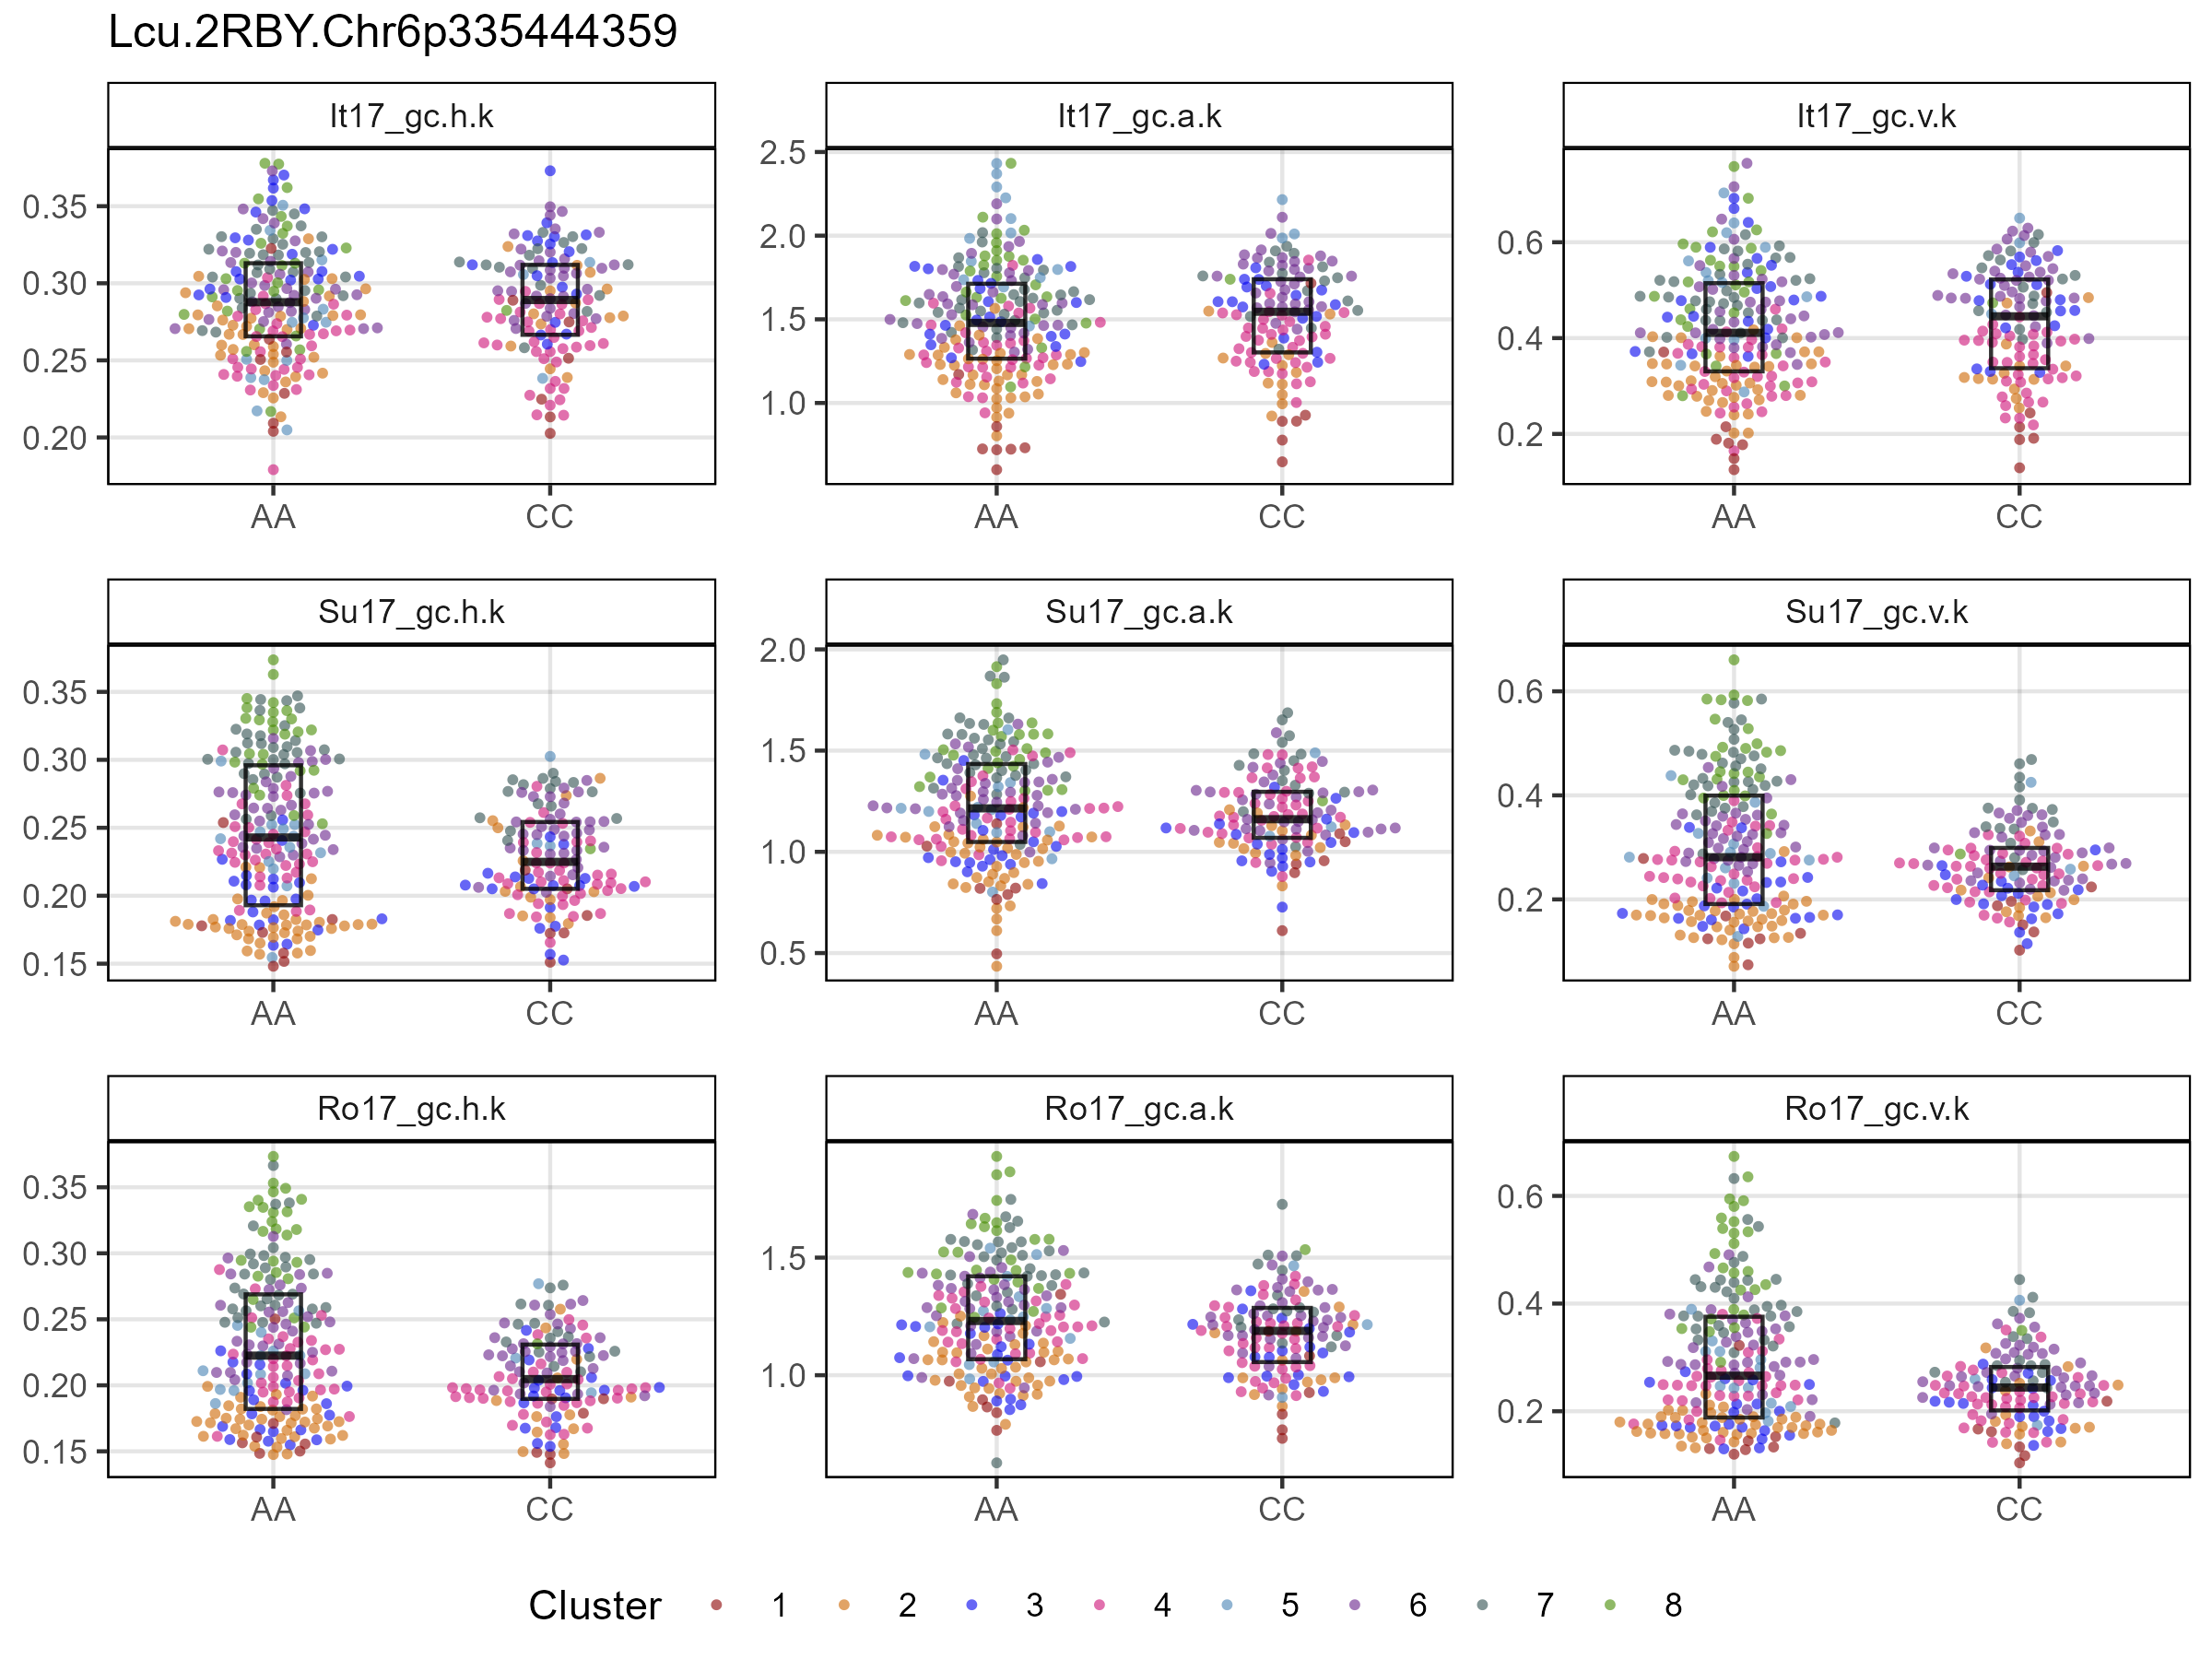 Lcu.2RBY.Chr6p335444359
It17_gc.h.k
It17_gc.a.k
It17_gc.v.k
0.35
0.30
0.25
0.20
AA CC
2.5
2.0
1.5
1.0
AA CC
0.6
0.4
0.2
AA CC
Su17_gc.h.k
Su17_gc.a.k
Su17_gc.v.k
0.35
0.30
0.25
0.20
0.15
AA CC
2.0
1.5
1.0
0.5
AA CC
0.6
0.4
0.2
AA CC
Ro17_gc.h.k
Ro17_gc.a.k
Ro17_gc.v.k
0.35
0.30
0.25
0.20
0.15
AA CC
1.5
1.0
AA CC
0.6
0.4
0.2
AA CC
Cluster 1 2 3 4 5 6 7 8